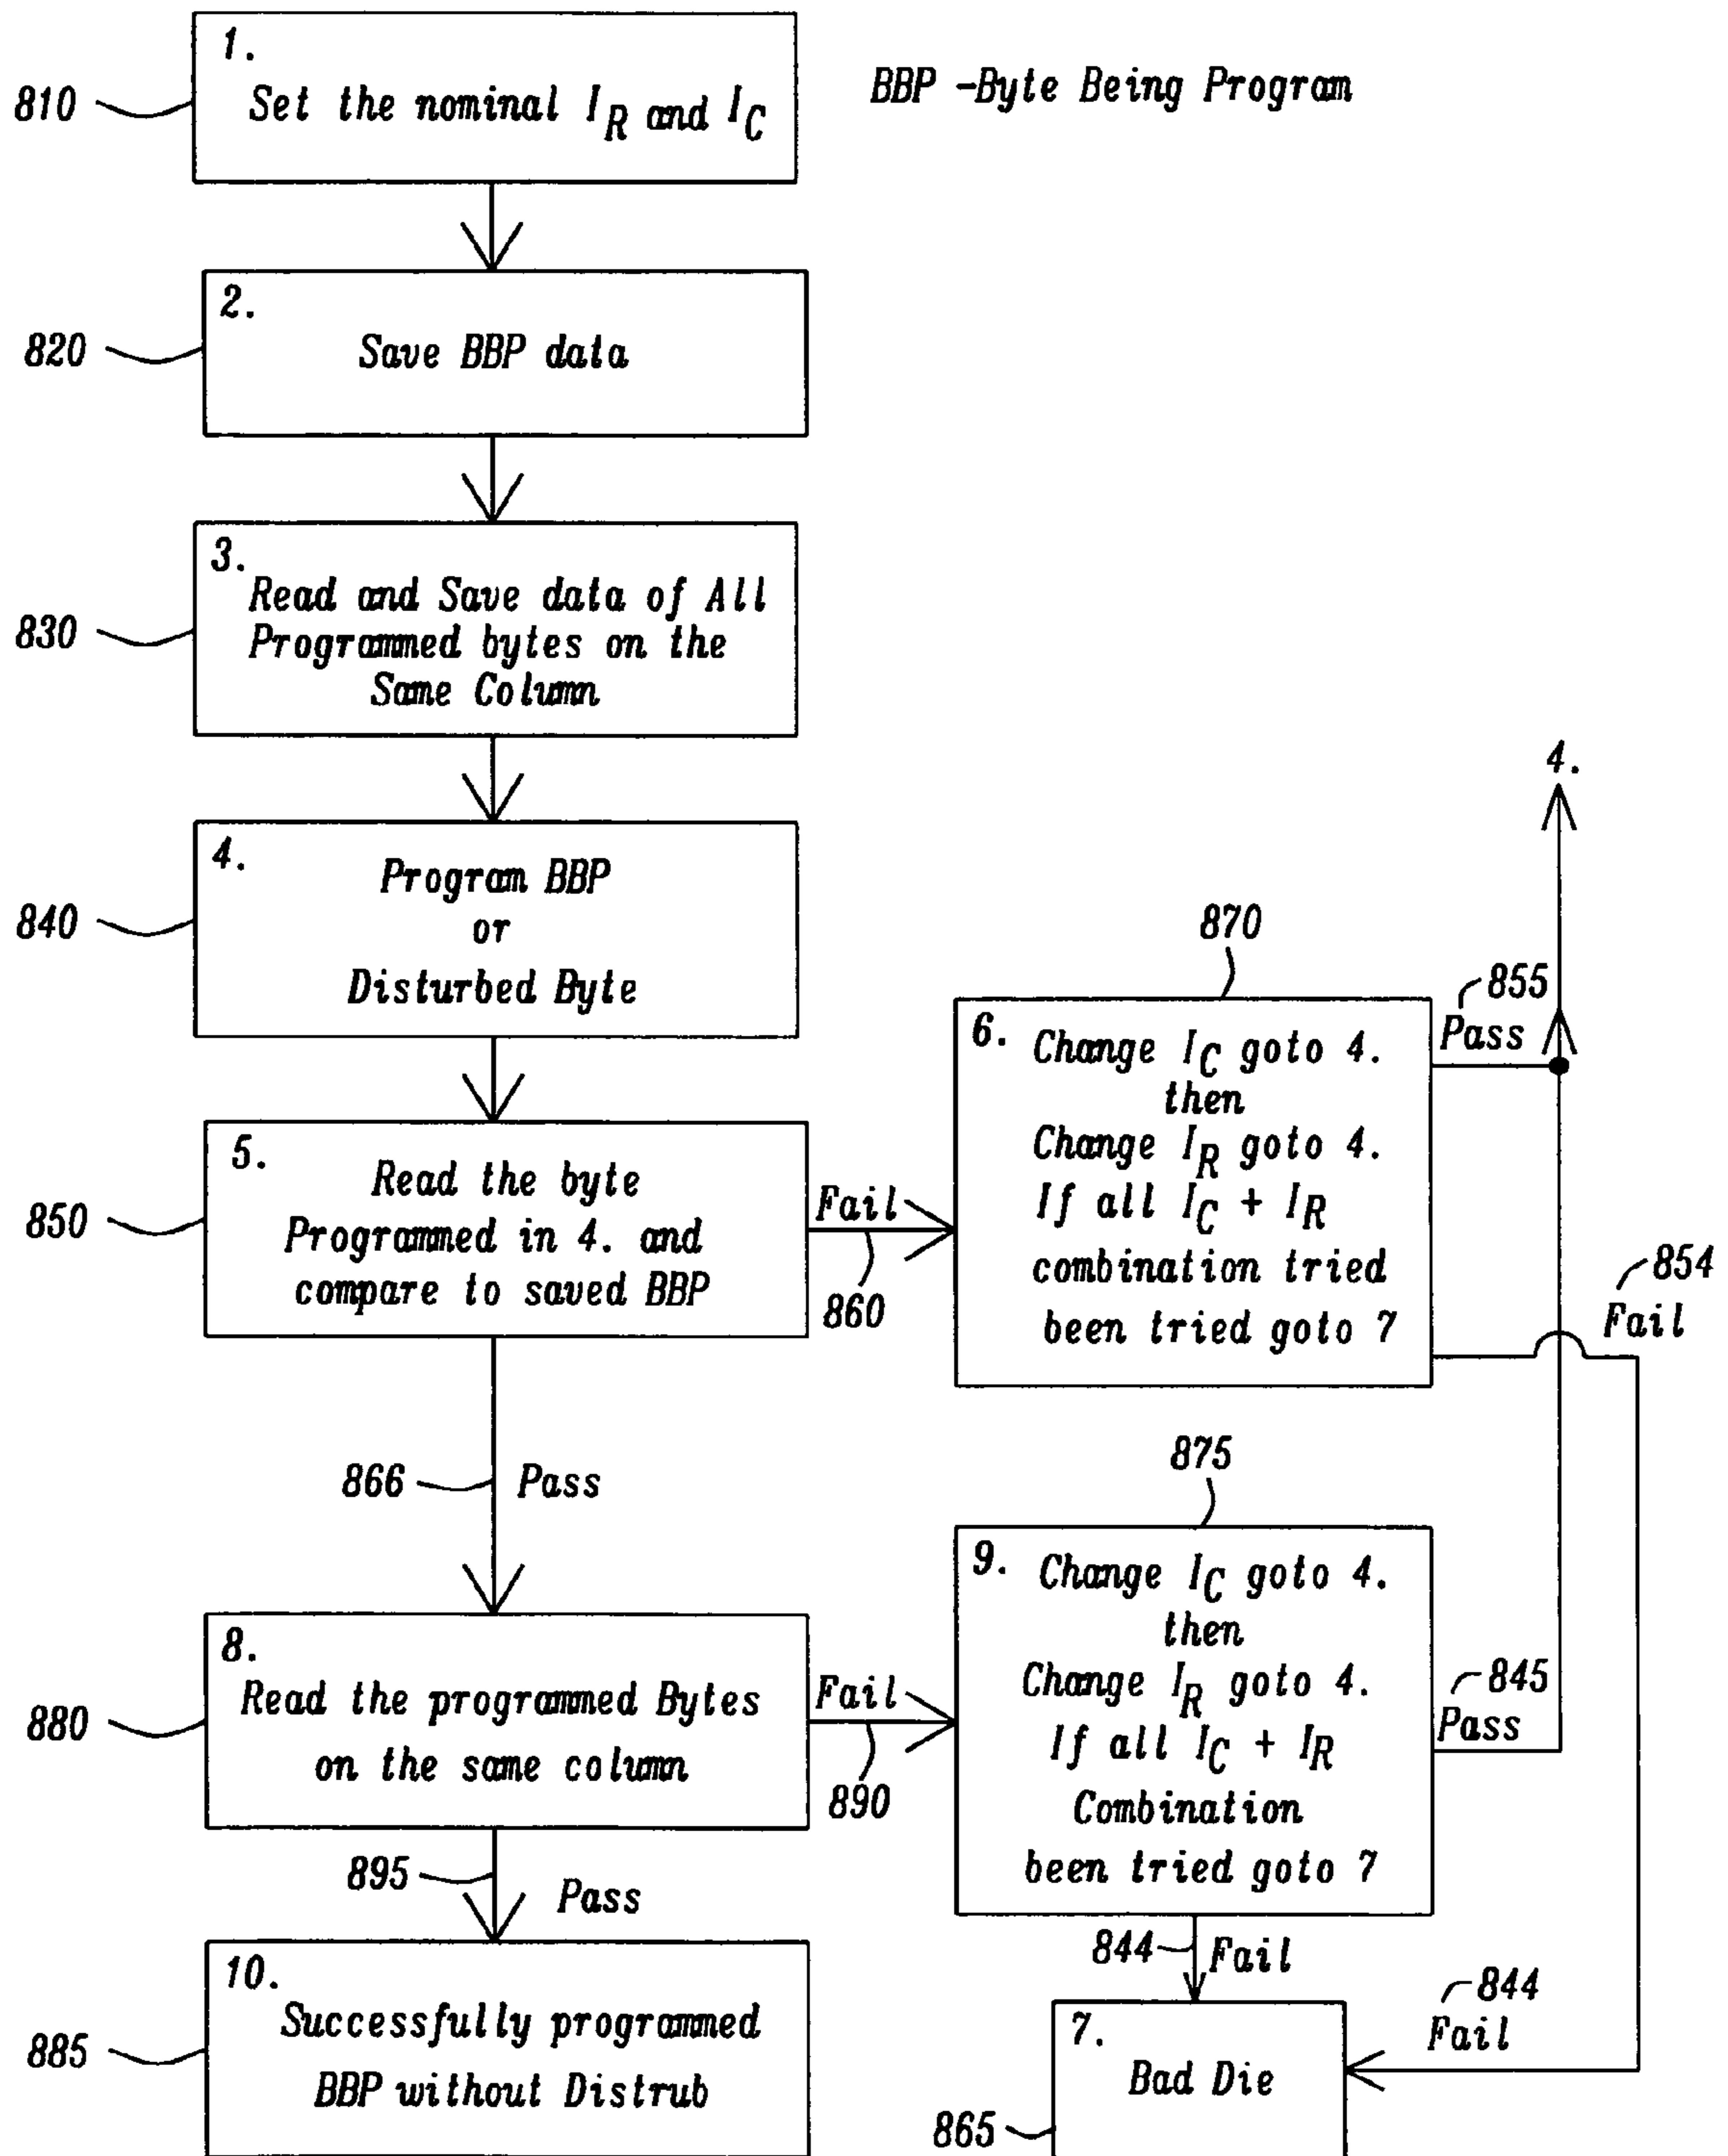 1.
Set the nominal I_R and I_C
810
BBP -Byte Being Program
2.
Save BBP data
820
3.
Read and Save data of All
Programmed bytes on the
Same Column
830
4.
Program BBP
or
Disturbed Byte
840
5.
Read the byte
Programmed in 4. and
compare to saved BBP
850
Fail
860
870
6. Change I_C goto 4.
then
Change I_R goto 4.
If all I_C + I_R
combination tried
been tried goto 7
855
Pass
4.
854
Fail
866
Pass
8.
Read the programmed Bytes
on the same column
880
Fail
890
875
9. Change I_C goto 4.
then
Change I_R goto 4.
If all I_C + I_R
Combination
been tried goto 7
845
Pass
895
Pass
844
Fail
844
Fail
10.
Successfully programmed
BBP without Distrub
885
7.
Bad Die
865